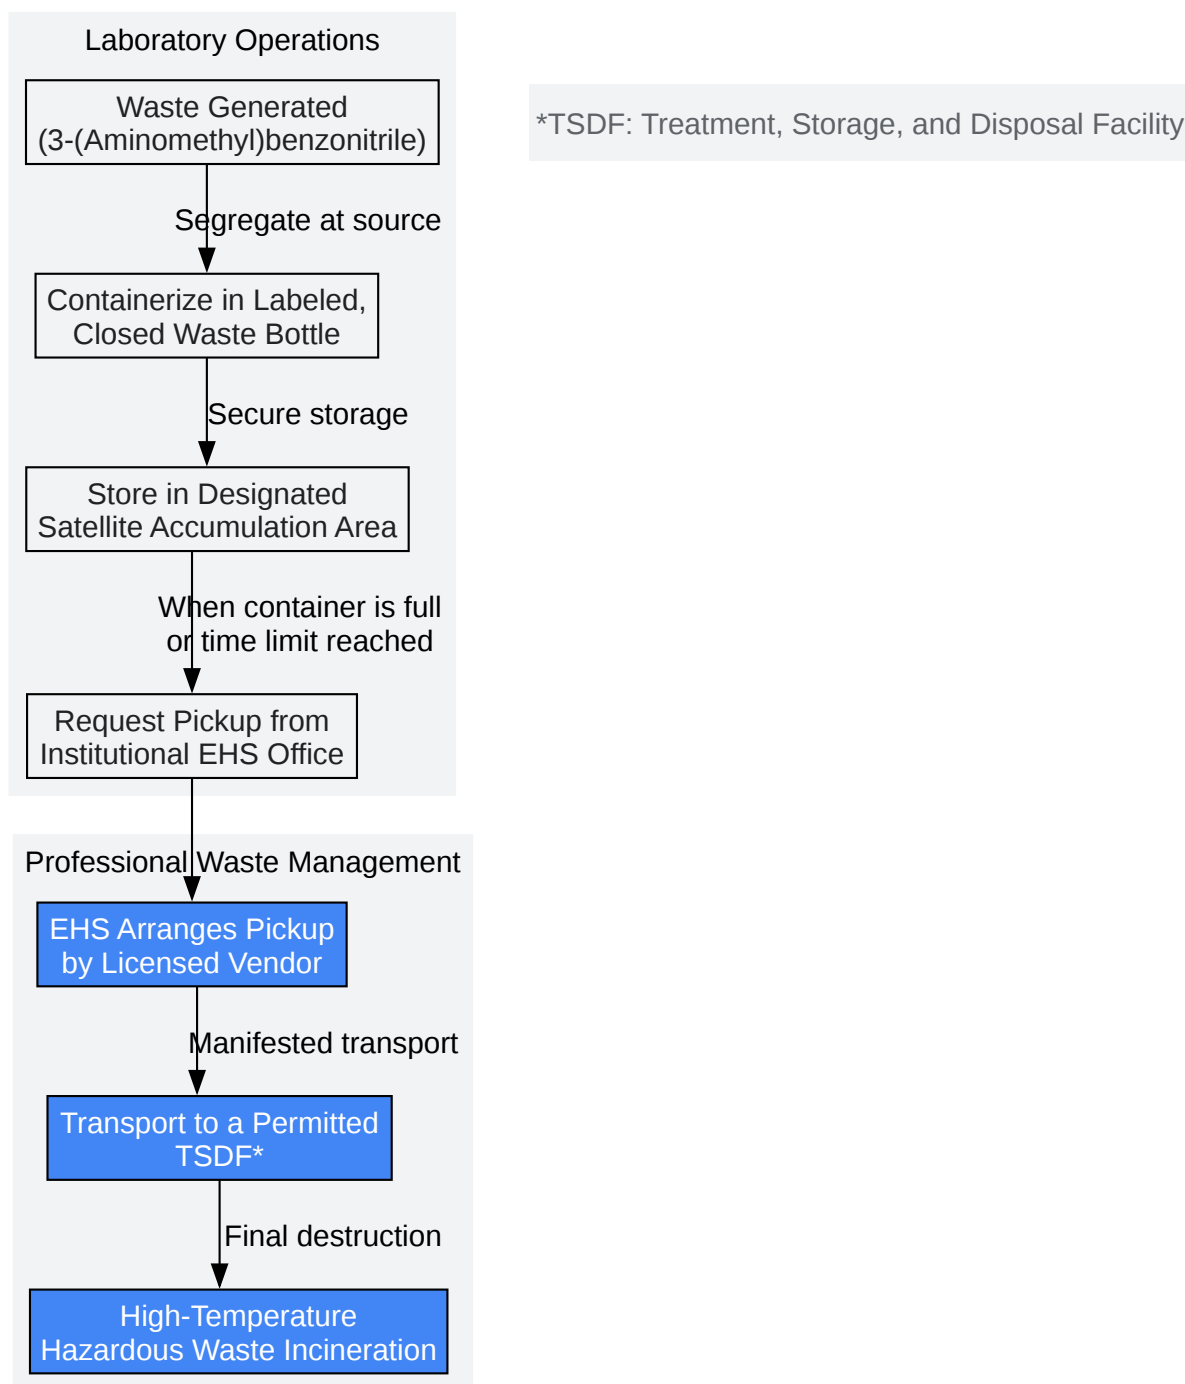 Laboratory Operations
Waste Generated
(3-(Aminomethyl)benzonitrile)
*TSDF: Treatment, Storage, and Disposal Facility
Segregate at source
Containerize in Labeled,
Closed Waste Bottle
Secure storage
Store in Designated
Satellite Accumulation Area
When container is full
or time limit reached
Request Pickup from
Institutional EHS Office
Professional Waste Management
EHS Arranges Pickup
by Licensed Vendor
Manifested transport
Transport to a Permitted
TSDF*
Final destruction
High-Temperature
Hazardous Waste Incineration